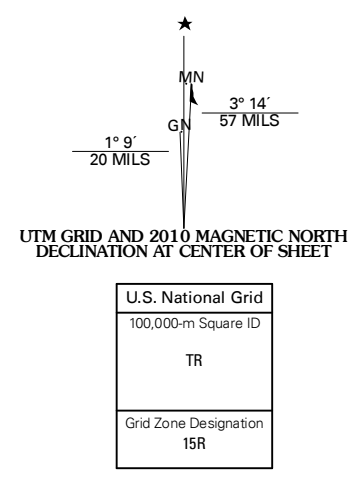 MN
3° 14´
57 MILS
GN
1° 9´
20 MILS
UTM GRID AND 2010 MAGNETIC NORTH
DECLINATION AT CENTER OF SHEET
U.S. National Grid
100,000-m Square ID
TR
Grid Zone Designation
15R